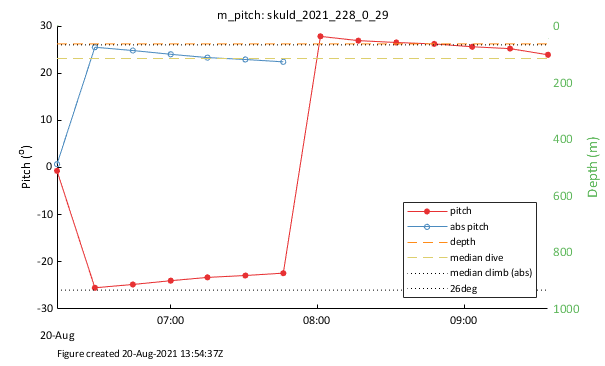 m_pitch: skuld_2021_228_0_29
30
20
10
0
-10
-20
-30
Pitch (o)
0
200
400
600
800
1000
Depth (m)
07:00
08:00
09:00
20-Aug
pitch
abs pitch
depth
median dive
median climb (abs)
26deg
Figure created 20-Aug-2021 13:54:37Z